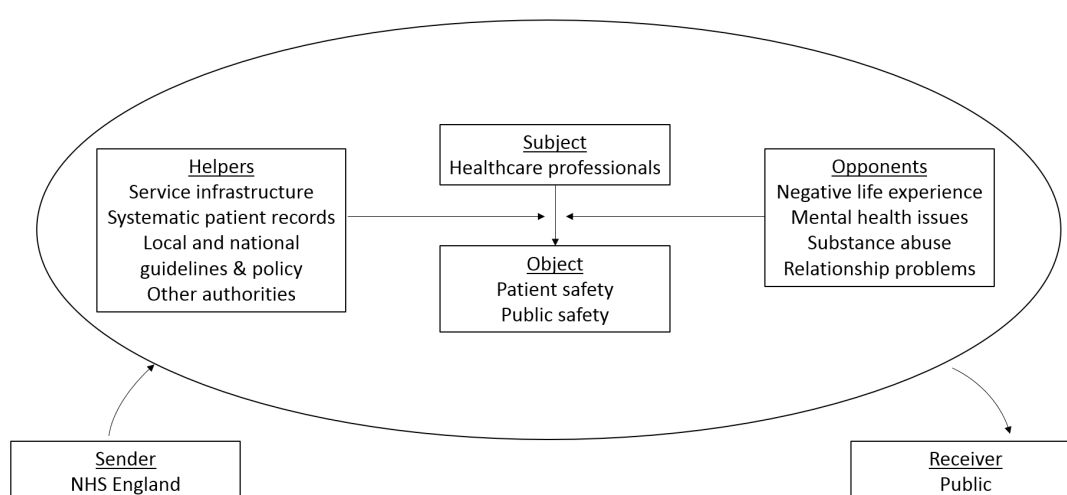 Subject
Healthcare professionals
Helpers
Service infrastructure
Systematic patient records
Local and national
guidelines & policy
Other authorities
Opponents
Negative life experience
Mental health issues
Substance abuse
Relationship problems
Object
Patient safety
Public safety
Sender
NHS England
Receiver
Public